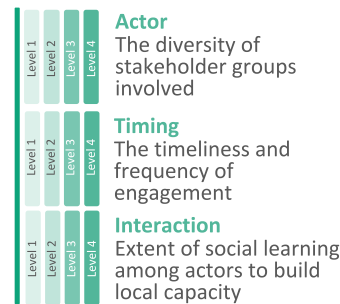 Level 1
Level 2
Level 3
Level 4
Actor
The diversity of
stakeholder groups
involved
Level 1
Level 2
Level 3
Level 4
Timing
The timeliness and
frequency of
engagement
Level 1
Level 2
Level 3
Level 4
Interaction
Extent of social learning
among actors to build
local capacity